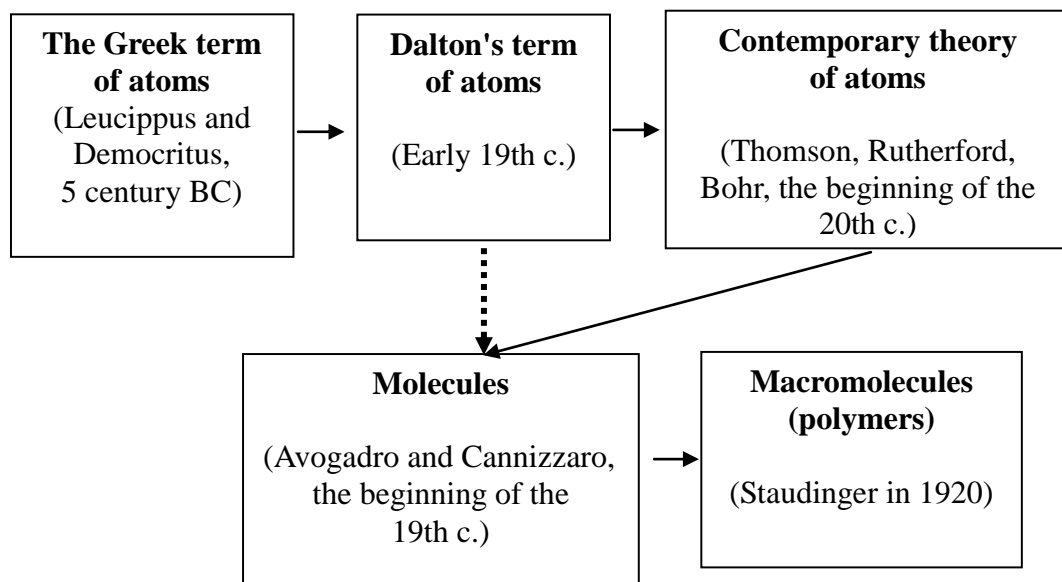 The Greek term
of atoms
(Leucippus and
Democritus,
5 century BC)
Dalton's term
of atoms
(Early 19th c.)
Contemporary theory
of atoms
(Thomson, Rutherford,
Bohr, the beginning of the
20th c.)
Molecules
(Avogadro and Cannizzaro,
the beginning of the
19th c.)
Macromolecules
(polymers)
(Staudinger in 1920)